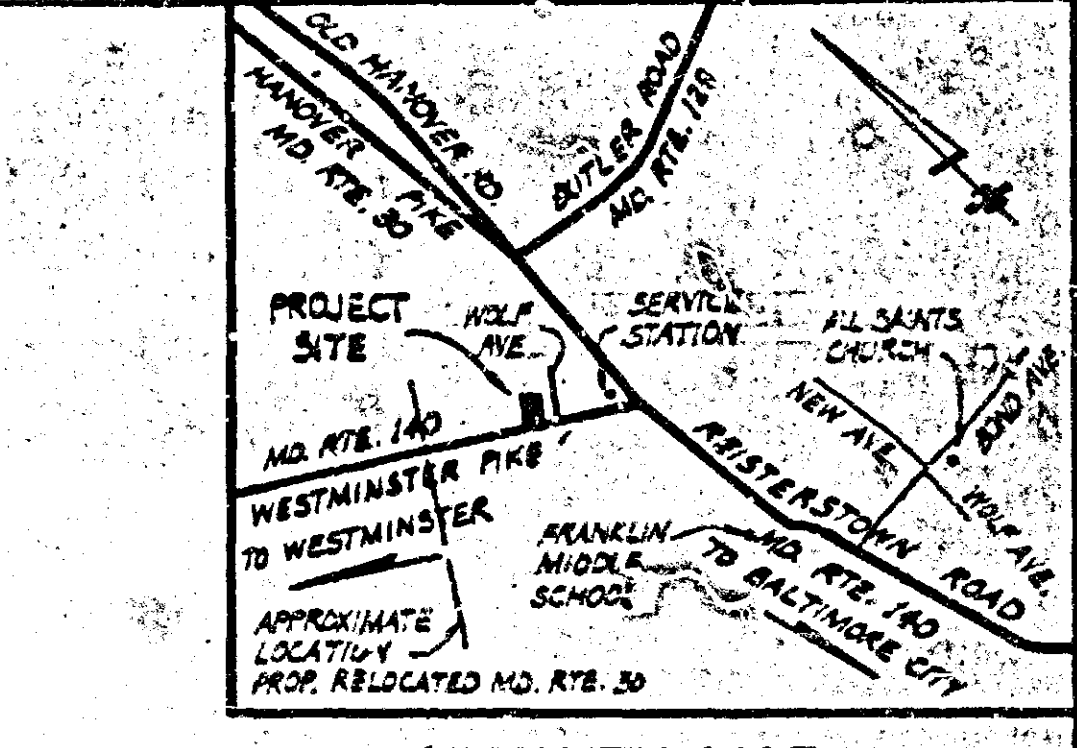 OLD HANOVER RD.
HANOVER PIKE
MD. RTE. 30
BUTLER ROAD
MD. RTE. 128
PROJECT
SITE
WOLF
AVE.
SERVICE
STATION
ALL SAINTS
CHURCH
NEW AVE.
BOND AVE.
WOLF AVE.
MD. RTE. 140
WESTMINSTER PIKE
TO WESTMINSTER
REISTERSTOWN ROAD
MD. RTE. 140
TO BALTIMORE CITY
FRANKLIN
MIDDLE
SCHOOL
APPROXIMATE
LOCATION
PROP. RELOCATED MD. RTE. 30